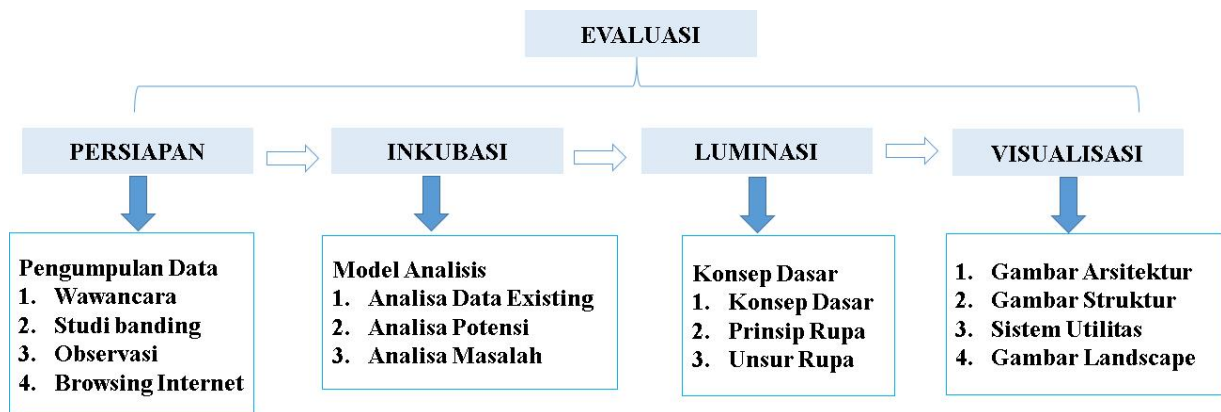 EVALUASI
PERSIAPAN
INKUBASI
LUMINASI
VISUALISASI
Pengumpulan Data
1. Wawancara
2. Studi banding
3. Observasi
4. Browsing Internet
Model Analisis
1. Analisa Data Existing
2. Analisa Potensi
3. Analisa Masalah
Konsep Dasar
1. Konsep Dasar
2. Prinsip Rupa
3. Unsur Rupa
1. Gambar Arsitektur
2. Gambar Struktur
3. Sistem Utilitas
4. Gambar Landscape